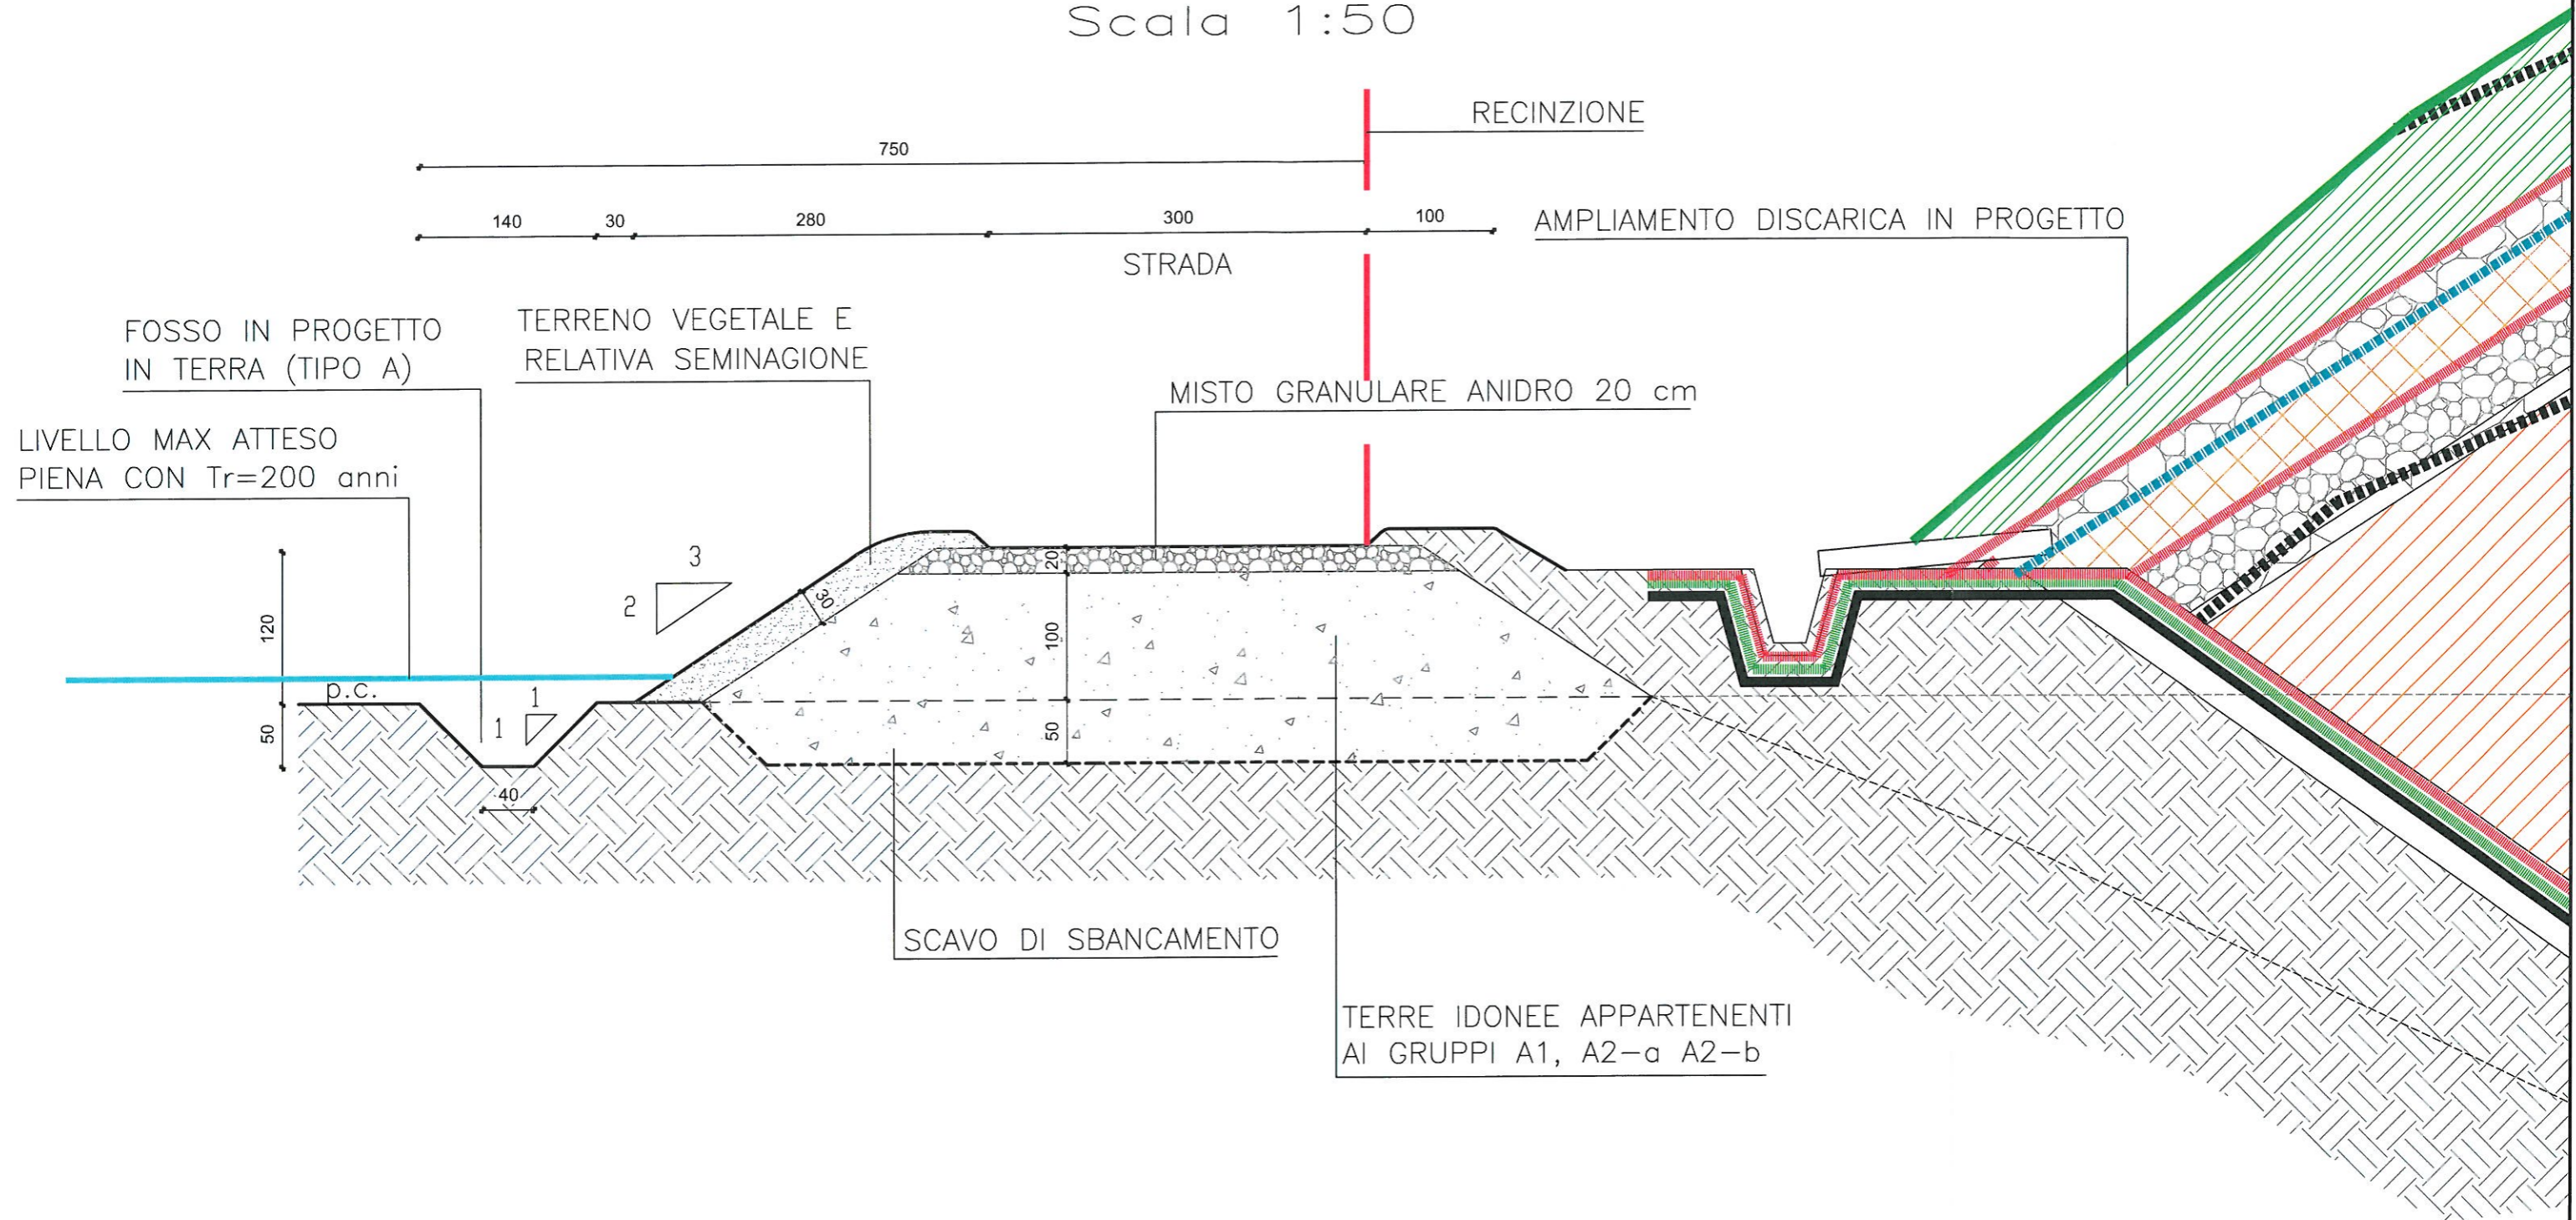 Scala 1:50
RECINZIONE
750
140 30 280 300 100
AMPLIAMENTO DISCARICA IN PROGETTO
STRADA
FOSSO IN PROGETTO
IN TERRA (TIPO A)
TERRENO VEGETALE E
RELATIVA SEMINAGIONE
MISTO GRANULARE ANIDRO 20 cm
LIVELLO MAX ATTESO
PIENA CON Tr=200 anni
3
2
20
30
120
100
p.c.
1
1
50
50
40
SCAVO DI SBANCAMENTO
TERRE IDONEE APPARTENENTI
AI GRUPPI A1, A2-a A2-b